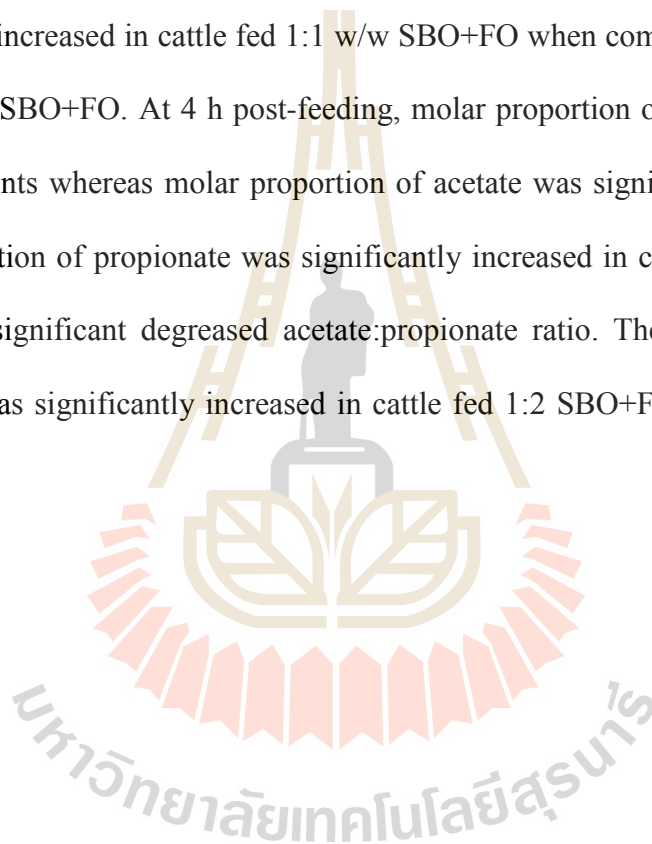 increased in cattle fed 1:1 w/w SBO+FO when com
SBO+FO. At 4 h post-feeding, molar proportion o
nts whereas molar proportion of acetate was signi
tion of propionate was significantly increased in c
significant degreased acetate:propionate ratio. The
as significantly increased in cattle fed 1:2 SBO+F
มหาวิทยาลัยเทคโนโลยีสุรนารี